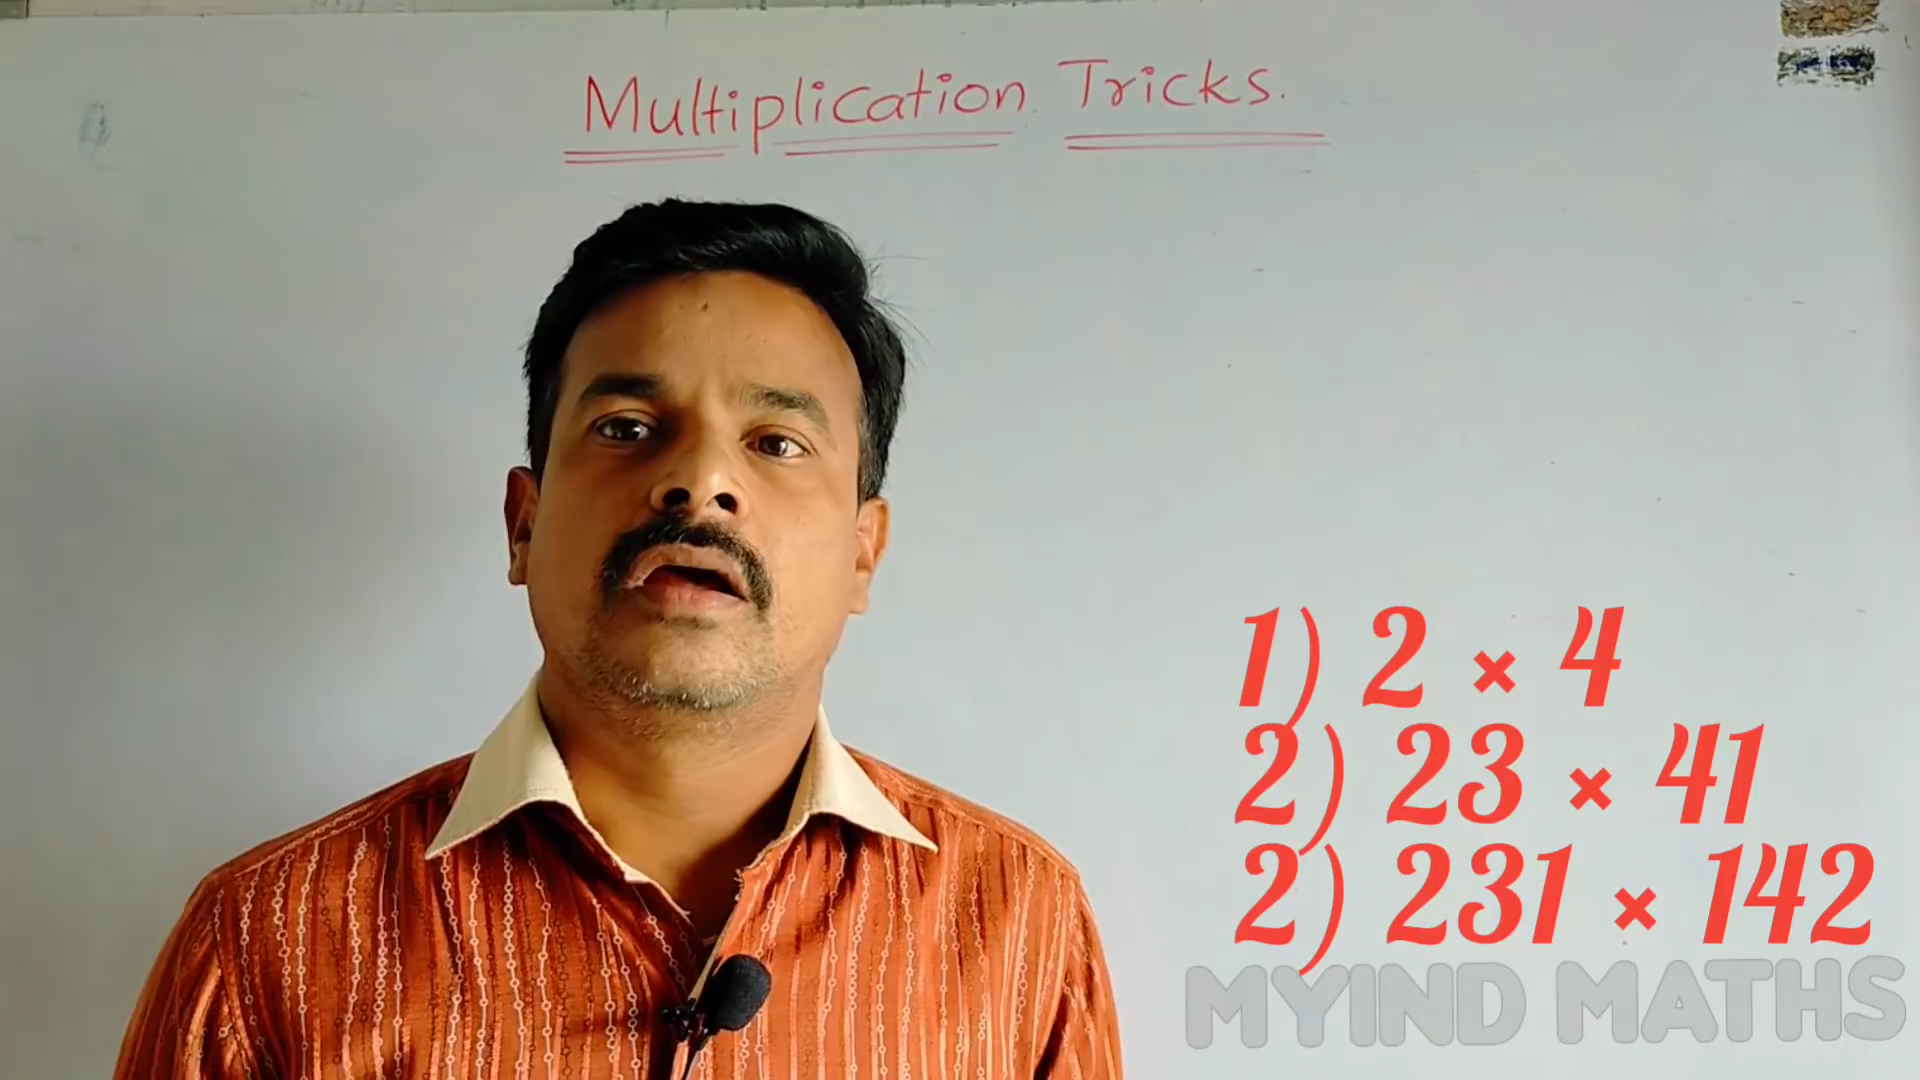 Multiplication Tricks.
1) 2 × 4
2) 23 × 41
2) 231 × 142
MYIND MATHS